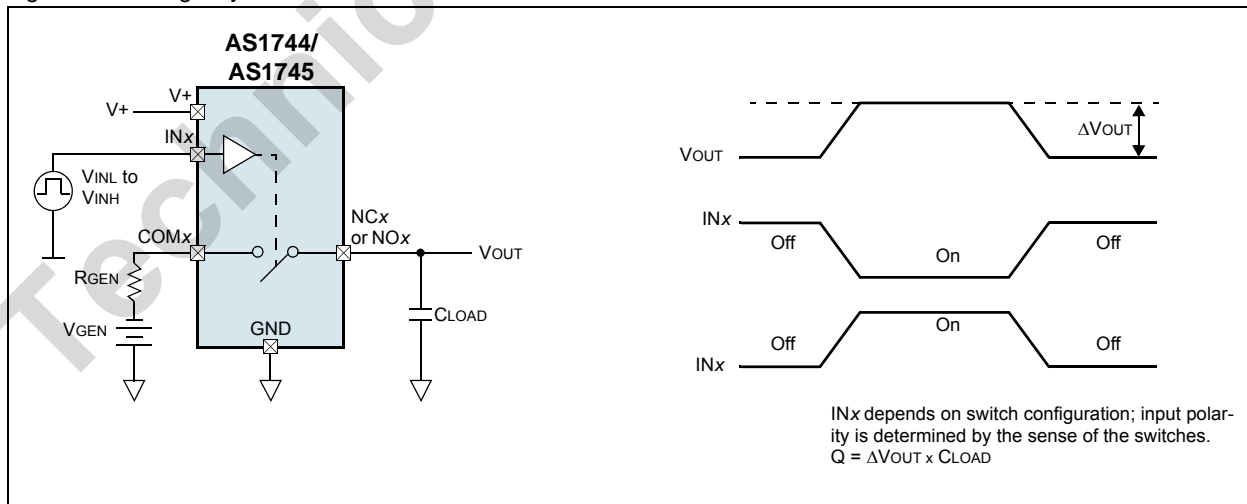 AS1744/
AS1745
V+
V+
INx
VINL to
VINH
COMx
NCx
or NOx
VOUT
RGEN
VGEN
GND
CLOAD
VOUT
ΔVOUT
INx
Off
On
Off
Off
On
Off
INx
INx depends on switch configuration; input polar-
ity is determined by the sense of the switches.
Q = ΔVOUT x CLOAD
Technic